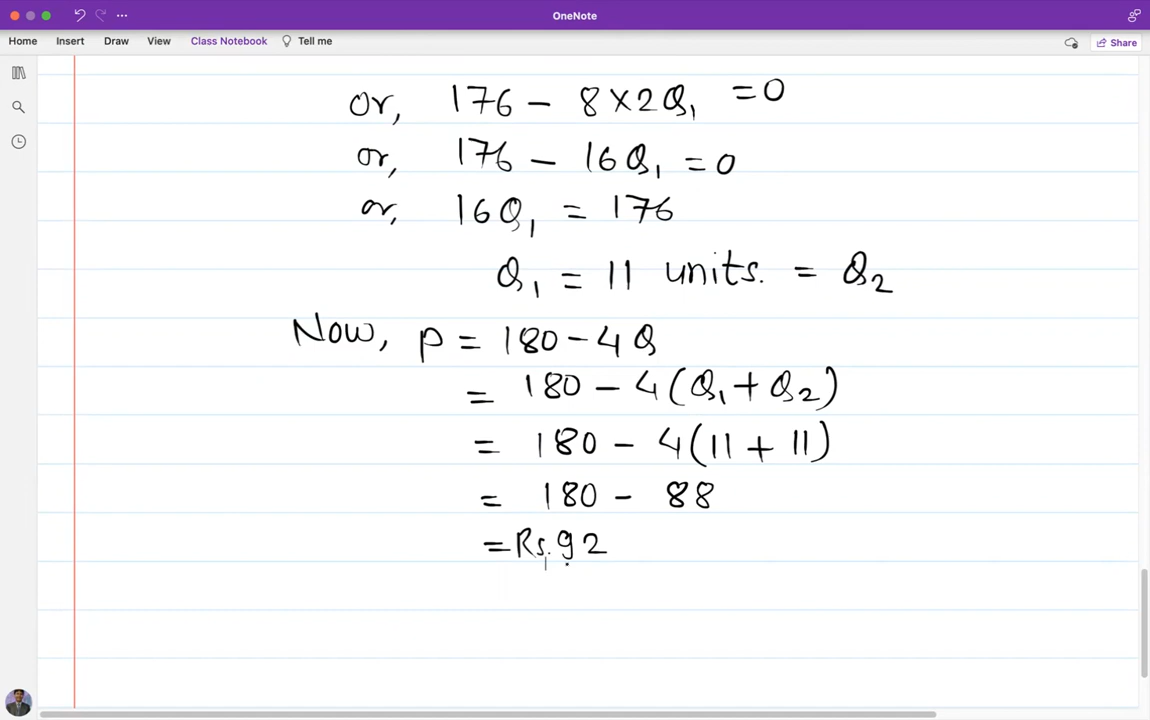 OneNote
Home Insert Draw View Class Notebook Tell me Share
or, 176 - 8×2Q₁ = 0
or, 176 - 16Q₁ = 0
or, 16Q₁ = 176
Q₁ = 11 units. = Q₂
Now, P = 180 - 4Q
= 180 - 4(Q₁ + Q₂)
= 180 - 4(11 + 11)
= 180 - 88
= Rs. 92